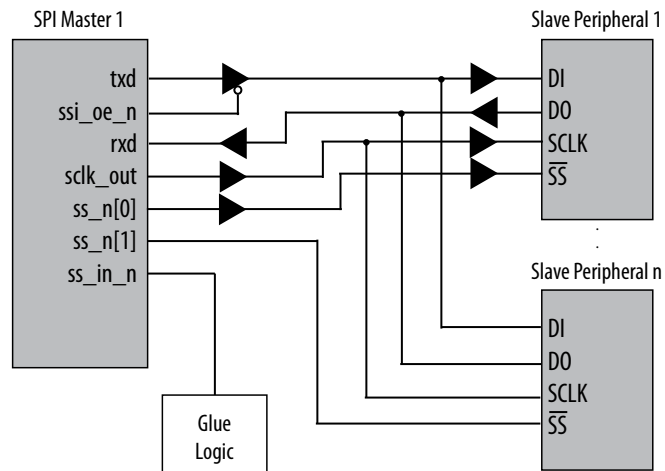 SPI Master 1
txd
ssi_oe_n
rxd
sclk_out
ss_n[0]
ss_n[1]
ss_in_n
Glue
Logic
Slave Peripheral 1
DI
DO
SCLK
SS
Slave Peripheral n
DI
DO
SCLK
SS